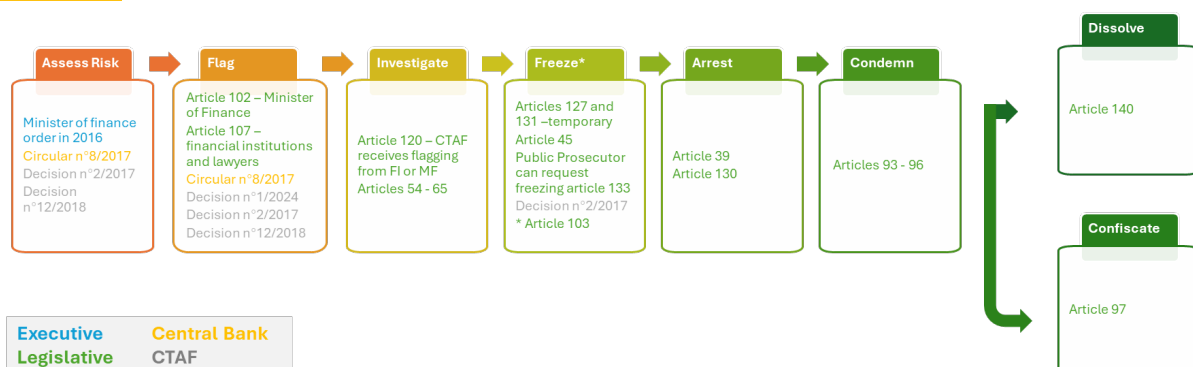 Assess Risk
Minister of finance
order in 2016
Circular n°8/2017
Decision n°2/2017
Decision
n°12/2018
Flag
Article 102 – Minister
of Finance
Article 107 –
financial institutions
and lawyers
Circular n°8/2017
Decision n°1/2024
Decision n°2/2017
Decision n°12/2018
Investigate
Article 120 – CTAF
receives flagging
from FI or MF
Articles 54 - 65
Freeze*
Articles 127 and
131 –temporary
Article 45
Public Prosecutor
can request
freezing article 133
Decision n°2/2017
* Article 103
Arrest
Article 39
Article 130
Condemn
Articles 93 - 96
Dissolve
Article 140
Confiscate
Article 97
Executive
Central Bank
Legislative
CTAF